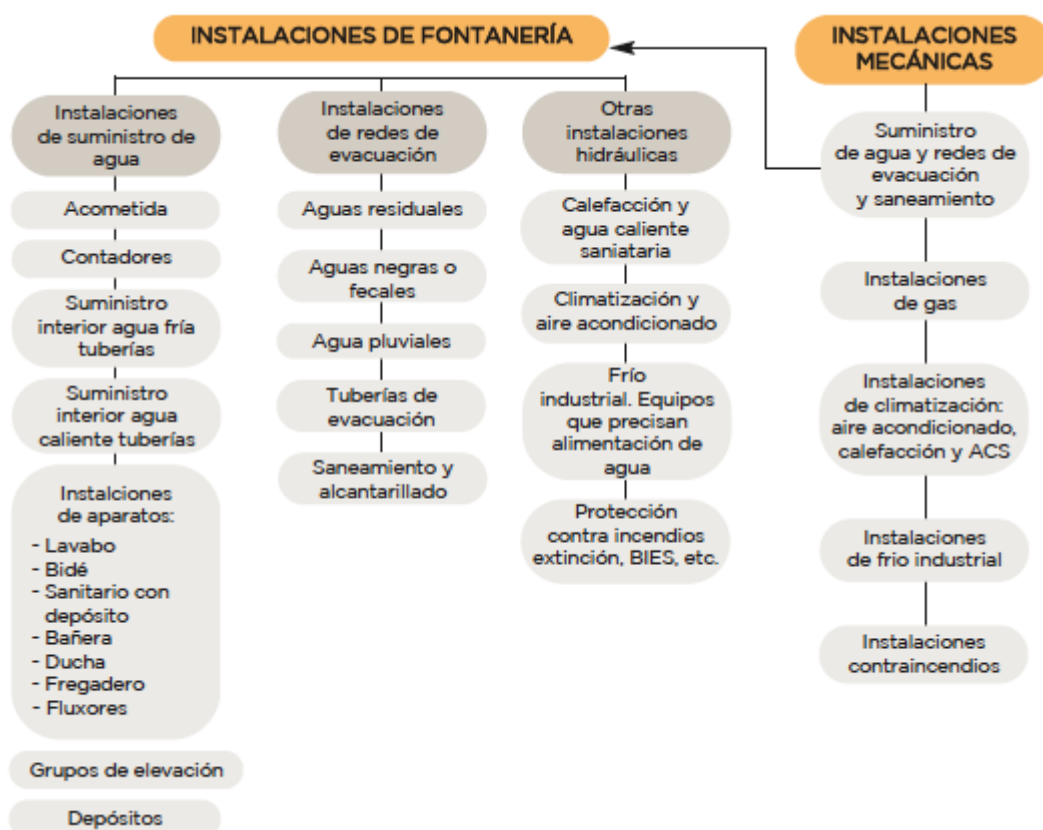 INSTALACIONES DE FONTANERÍA
INSTALACIONES
MECÁNICAS
Instalaciones
de suministro de
agua
Acometida
Contadores
Suministro
interior agua fría
tuberías
Suministro
interior agua
caliente tuberías
Instalciones
de aparatos:
- Lavabo
- Bidé
- Sanitario con
depósito
- Bañera
- Ducha
- Fregadero
- Fluxores
Grupos de elevación
Depósitos
Instalaciones
de redes de
evacuación
Aguas residuales
Aguas negras o
fecales
Agua pluviales
Tuberías de
evacuación
Saneamiento y
alcantarillado
Otras
instalaciones
hidráulicas
Calefacción y
agua caliente
saniataria
Climatización y
aire acondicionado
Frío
industrial. Equipos
que precisan
alimentación de
agua
Protección
contra incendios
extinción, BIES, etc.
Suministro
de agua y redes de
evacuación
y saneamiento
Instalaciones
de gas
Instalaciones
de climatización:
aire acondicionado,
calefacción y ACS
Instalaciones
de frio industrial
Instalaciones
contraincendios